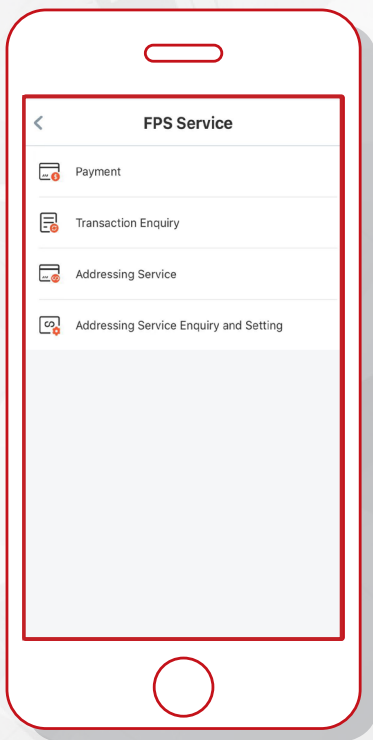 FPS Service
Payment
Transaction Enquiry
Addressing Service
Addressing Service Enquiry and Setting